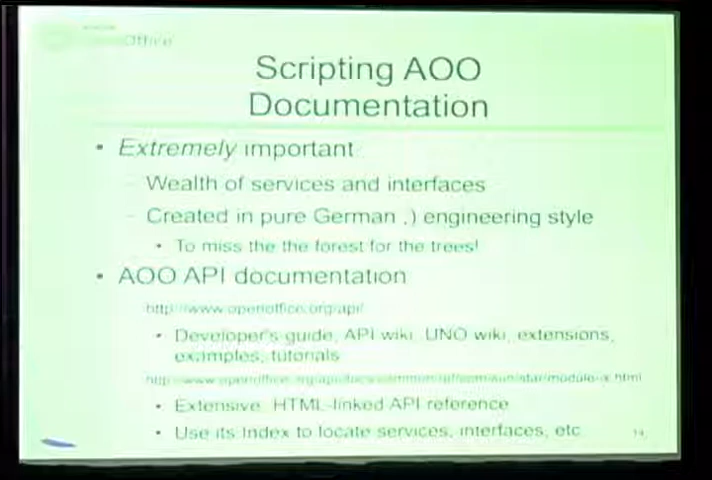 Office
Scripting AOO
Documentation
• Extremely important
– Wealth of services and interfaces
– Created in pure German ;) engineering style
• To miss the the forest for the trees!
• AOO API documentation
http://www.openoffice.org/api/
• Developer's guide, API wiki, UNO wiki, extensions,
examples, tutorials
• Extensive, HTML-linked API reference
• Use its Index to locate services, interfaces, etc.
14